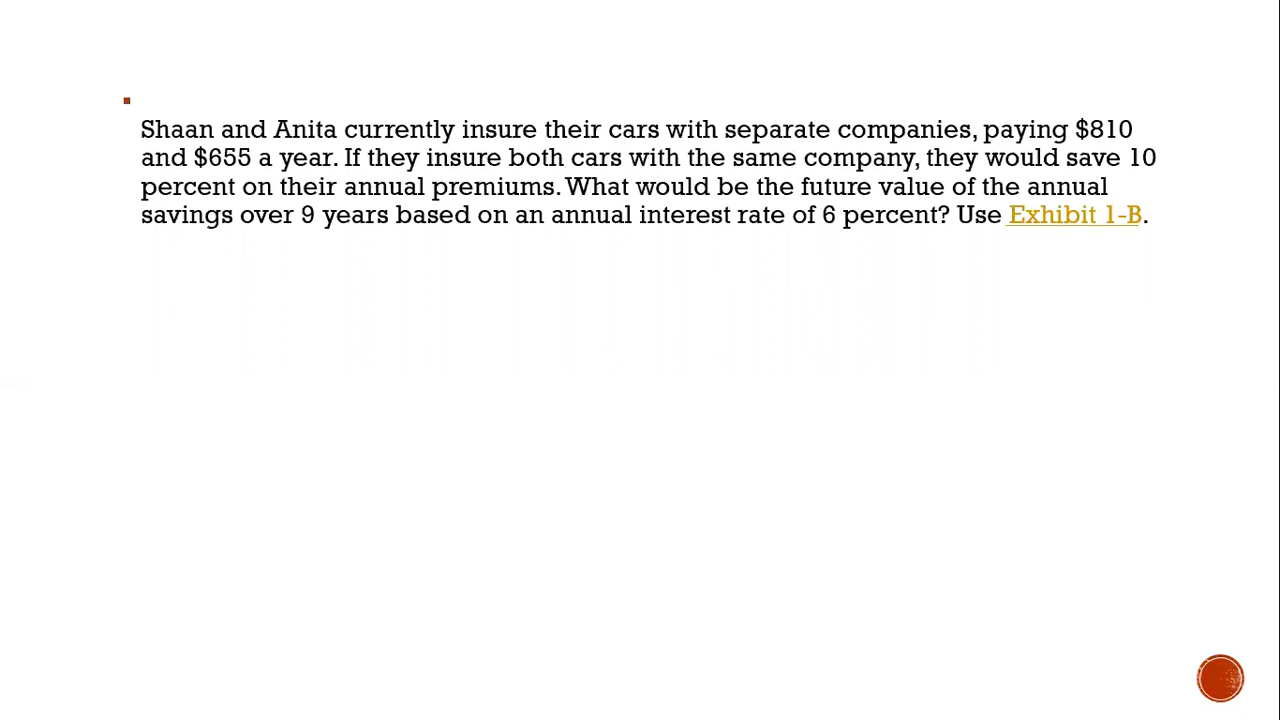 Shaan and Anita currently insure their cars with separate companies, paying $810
and $655 a year. If they insure both cars with the same company, they would save 10
percent on their annual premiums. What would be the future value of the annual
savings over 9 years based on an annual interest rate of 6 percent? Use Exhibit 1-B.